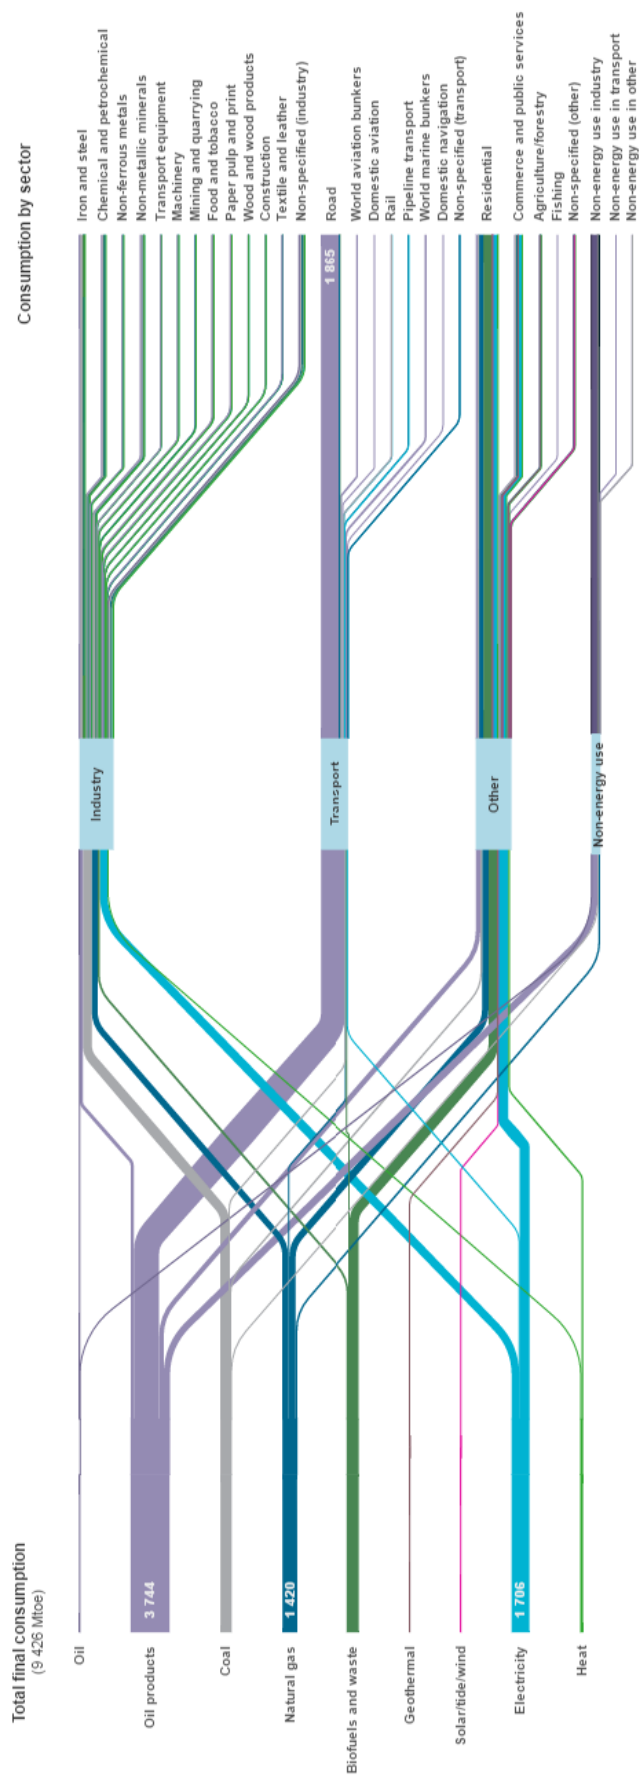 Total final consumption
(9 426 Mtoe)
Consumption by sector
Oil
Oil products
3 744
Coal
Natural gas
1 420
Biofuels and waste
Geothermal
Solar/tide/wind
Electricity
1 706
Heat
Industry
Transport
Other
Non-energy use
Iron and steel
Chemical and petrochemical
Non-ferrous metals
Non-metallic minerals
Transport equipment
Machinery
Mining and quarrying
Food and tobacco
Paper pulp and print
Wood and wood products
Construction
Textile and leather
Non-specified (industry)
Road
1 865
World aviation bunkers
Domestic aviation
Rail
Pipeline transport
World marine bunkers
Domestic navigation
Non-specified (transport)
Residential
Commerce and public services
Agriculture/forestry
Fishing
Non-specified (other)
Non-energy use industry
Non-energy use in transport
Non-energy use in other